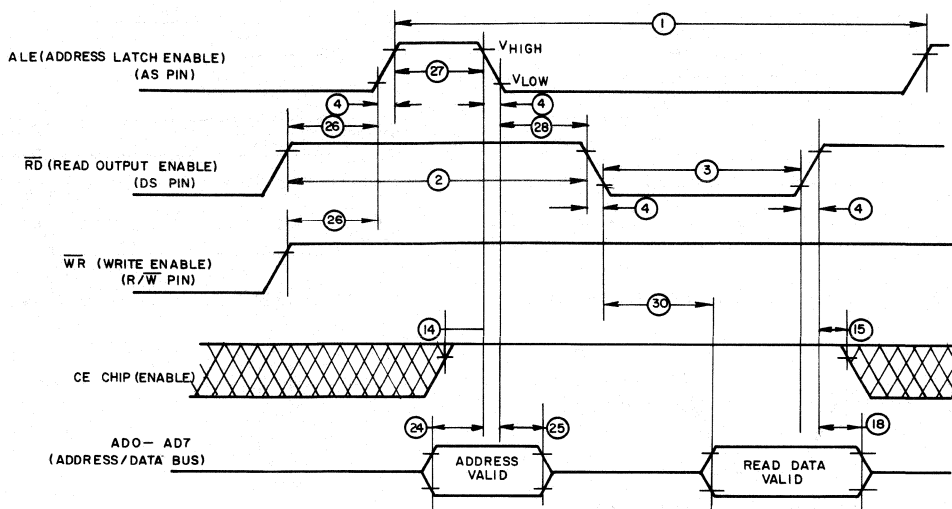 1
ALE (ADDRESS LATCH ENABLE)
(AS PIN)
VHIGH
27
VLOW
4
4
26
28
RD (READ OUTPUT ENABLE)
(DS PIN)
2
3
4
4
26
WR (WRITE ENABLE)
(R/W PIN)
30
14
15
CE CHIP (ENABLE)
24
25
18
AD0- AD7
(ADDRESS/DATA BUS)
ADDRESS
VALID
READ DATA
VALID